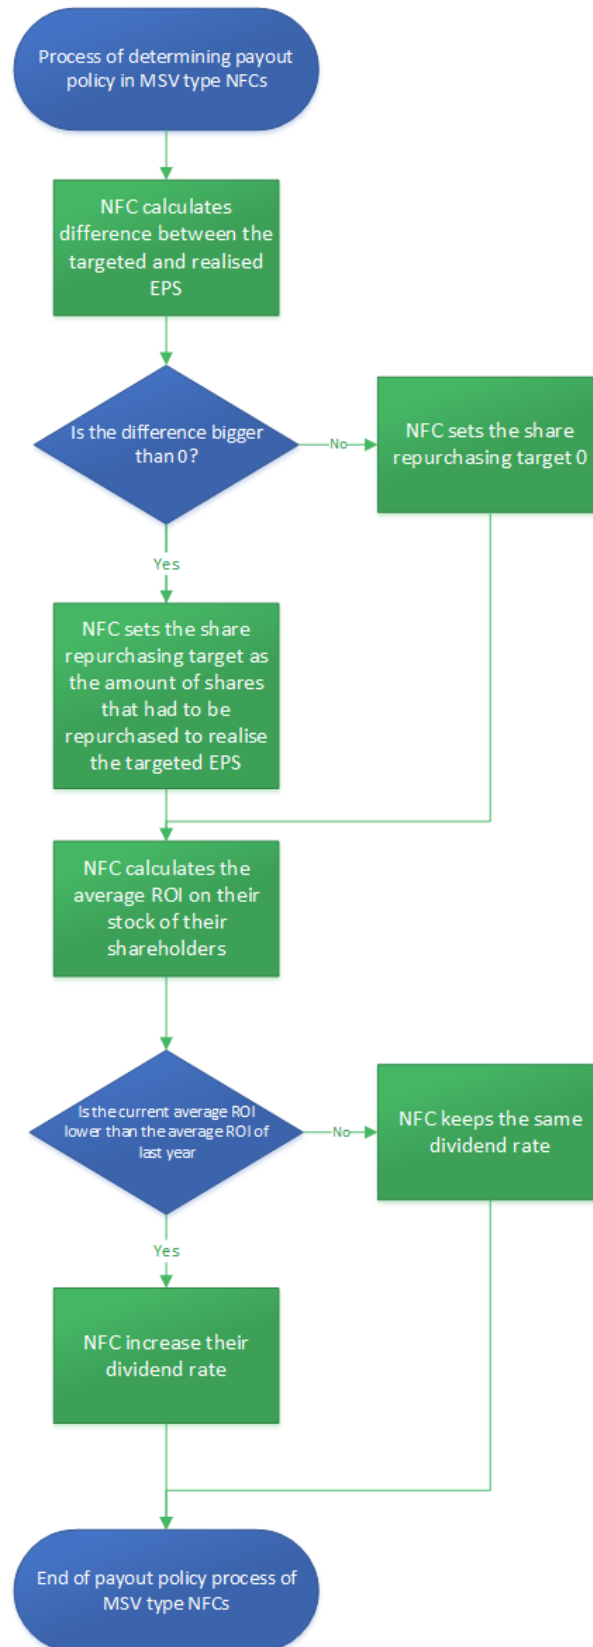 Process of determining payout
policy in MSV type NFCs
NFC calculates
difference between the
targeted and realised
EPS
Is the difference bigger
than 0?
No
NFC sets the share
repurchasing target 0
Yes
NFC sets the share
repurchasing target as
the amount of shares
that had to be
repurchased to realise
the targeted EPS
NFC calculates the
average ROI on their
stock of their
shareholders
Is the current average ROI
lower than the average ROI of
last year
No
NFC keeps the same
dividend rate
Yes
NFC increase their
dividend rate
End of payout policy process of
MSV type NFCs